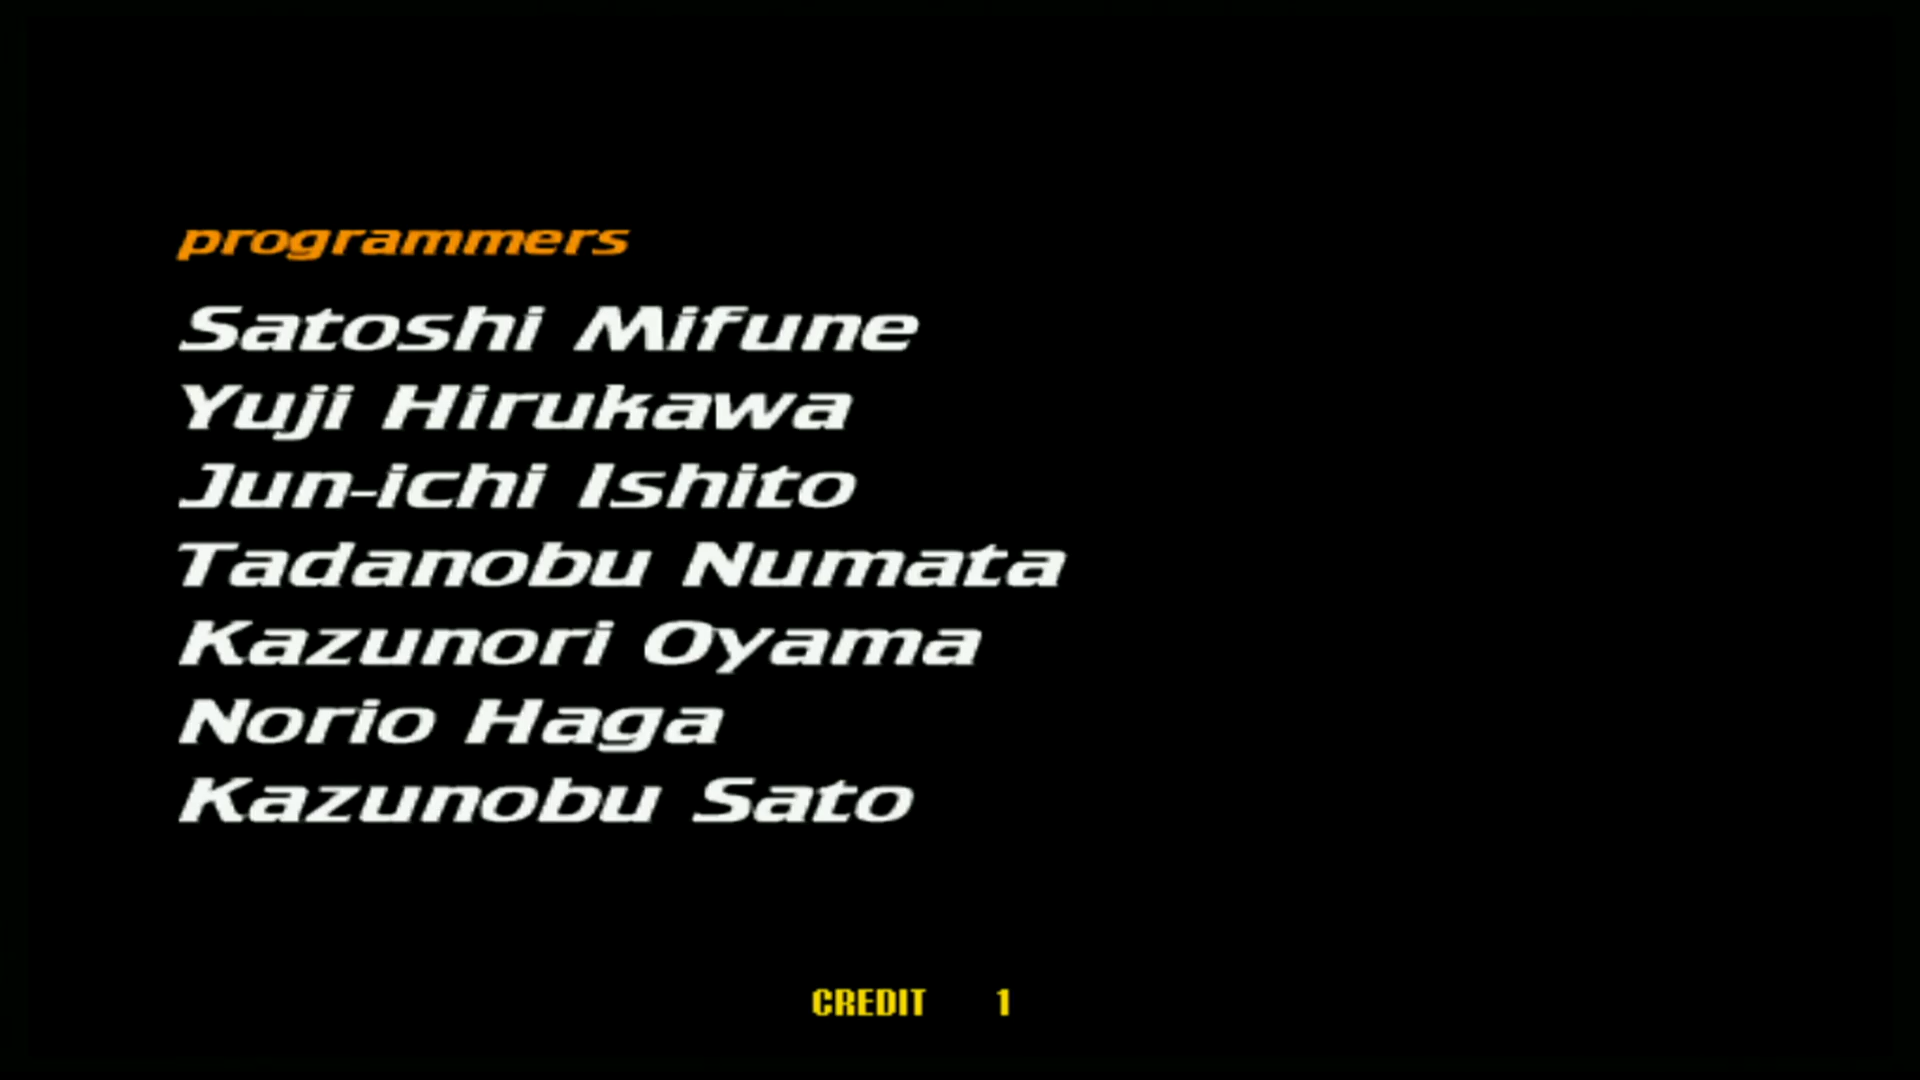 programmers
Satoshi Mifune
Yuji Hirukawa
Jun-ichi Ishito
Tadanobu Numata
Kazunori Oyama
Norio Haga
Kazunobu Sato
CREDIT 1